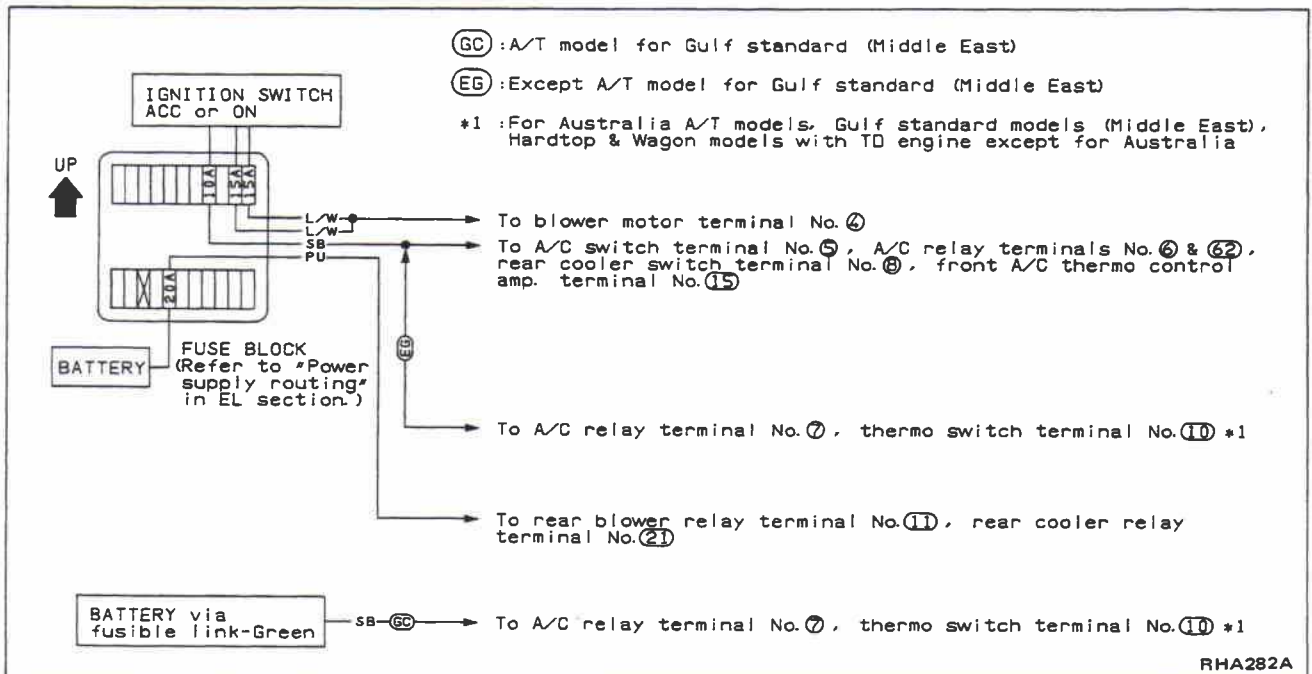 GC :A/T model for Gulf standard (Middle East)
EG :Except A/T model for Gulf standard (Middle East)
*1 :For Australia A/T models, Gulf standard models (Middle East),
Hardtop & Wagon models with TD engine except for Australia
IGNITION SWITCH
ACC or ON
UP
10A
15A
15A
L/W
L/W
SB
PU
To blower motor terminal No.④
To A/C switch terminal No.⑤, A/C relay terminals No.⑥ & 62,
rear cooler switch terminal No.⑧, front A/C thermo control
amp. terminal No.⑮
20A
BATTERY
FUSE BLOCK
(Refer to "Power
supply routing"
in EL section.)
EG
To A/C relay terminal No.⑦, thermo switch terminal No.⑩ *1
To rear blower relay terminal No.⑪, rear cooler relay
terminal No.㉑
BATTERY via
fusible link-Green
SB
GC
To A/C relay terminal No.⑦, thermo switch terminal No.⑩ *1
RHA282A